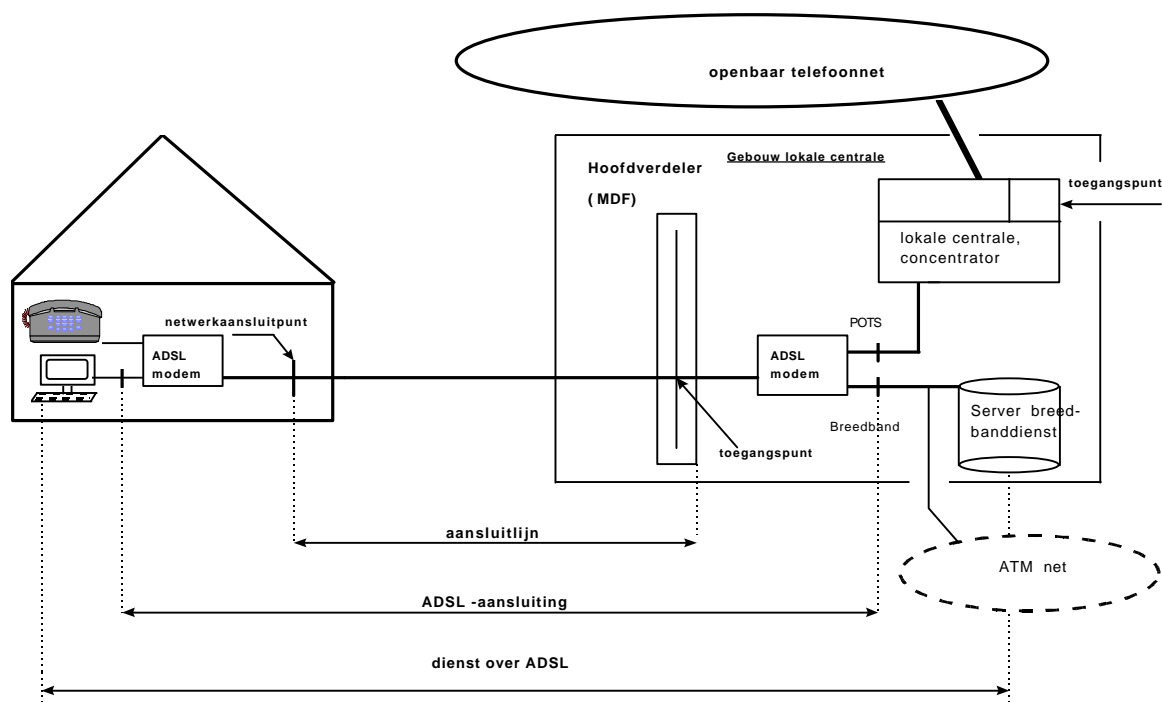 openbaar telefoonnet
Gebouw lokale centrale
Hoofdverdeler
(MDF)
toegangspunt
lokale centrale,
concentrator
netwerkaansluitpunt
POTS
ADSL
modem
ADSL
modem
Server breed-
banddienst
Breedband
toegangspunt
aansluitlijn
ATM net
ADSL -aansluiting
dienst over ADSL